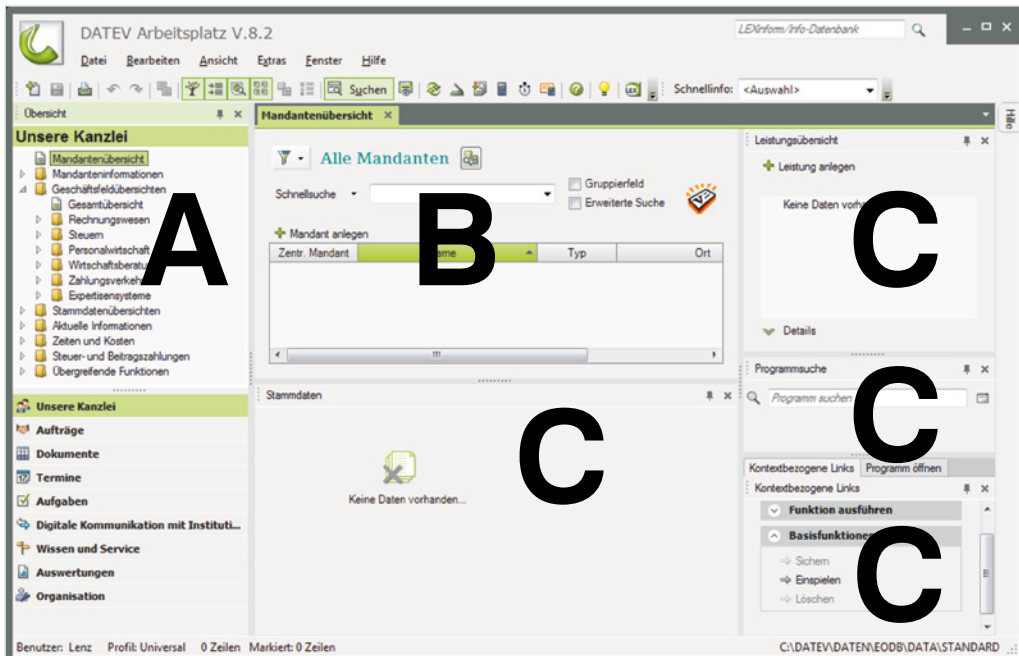 DATEV Arbeitsplatz V.8.2
LEXinform/Info-Datenbank
Datei Bearbeiten Ansicht Extras Fenster Hilfe
Suchen
Schnellinfo: <Auswahl>
Übersicht
Unsere Kanzlei
Mandantenübersicht
Mandanteninformationen
Geschäftsfeldübersichten
Gesamtübersicht
Rechnungswesen
Steuern
Personalwirtschaft
Zahlungsverkehr
Expertisensysteme
Stammdatenübersichten
Aktuelle Informationen
Zeiten und Kosten
Steuer- und Beitragszahlungen
Übergreifende Funktionen
A
Unsere Kanzlei
Aufträge
Dokumente
Termine
Aufgaben
Digitale Kommunikation mit Instituti...
Wissen und Service
Auswertungen
Organisation
Mandantenübersicht
Alle Mandanten
Schnellsuche
Gruppierfeld
Erweiterte Suche
Mandant anlegen
Zentr. Mandant
Typ
Ort
B
Stammdaten
Keine Daten vorhanden...
C
Hilfe
Leistungsübersicht
Leistung anlegen
Keine Daten
Details
C
Programmsuche
Programm suchen
C
Kontextbezogene Links Programm öffnen
Kontextbezogene Links
Funktion ausführen
Basisfunktionen
Sichern
Einspielen
Löschen
C
Benutzer: Lenz Profil: Universal 0 Zeilen Markiert: 0 Zeilen
C:\DATEV\DATEN\EODB\DATA\STANDARD